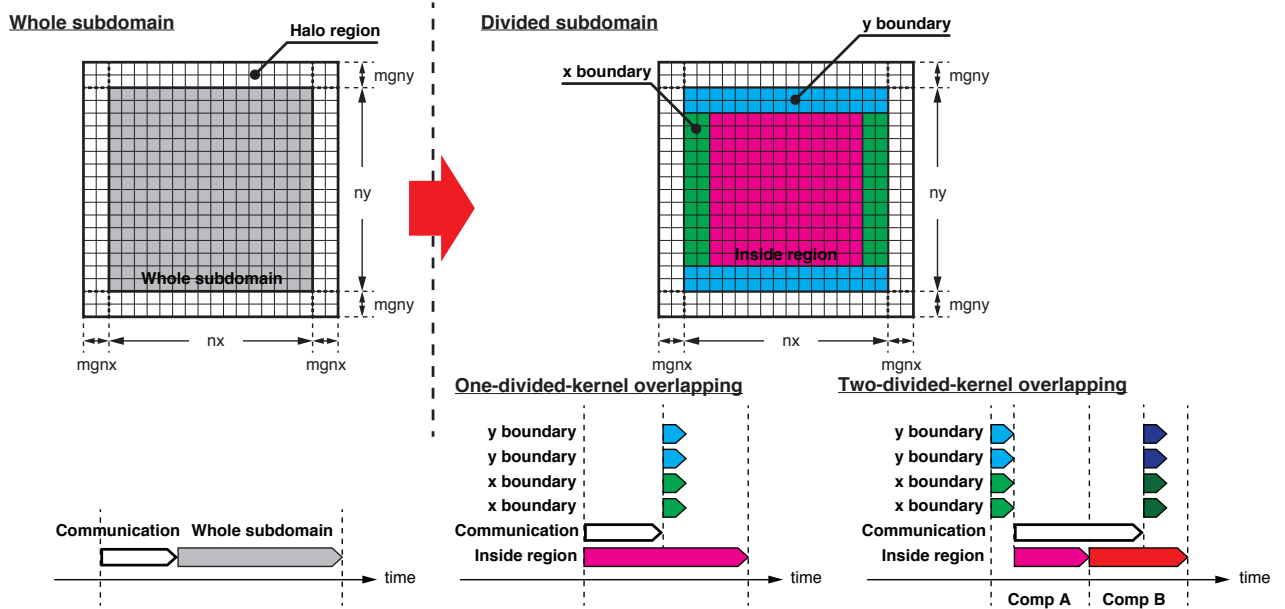 Whole subdomain
Halo region
mgny
ny
Whole subdomain
mgny
nx
mgnx
mgnx
Divided subdomain
y boundary
x boundary
mgny
ny
Inside region
mgny
nx
mgnx
mgnx
Communication
Whole subdomain
time
One-divided-kernel overlapping
y boundary
y boundary
x boundary
x boundary
Communication
Inside region
time
Two-divided-kernel overlapping
y boundary
y boundary
x boundary
x boundary
Communication
Inside region
time
Comp A
Comp B